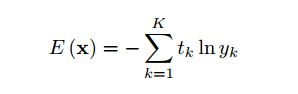 E (x) = − ∑_{k=1}^{K} t_k ln y_k